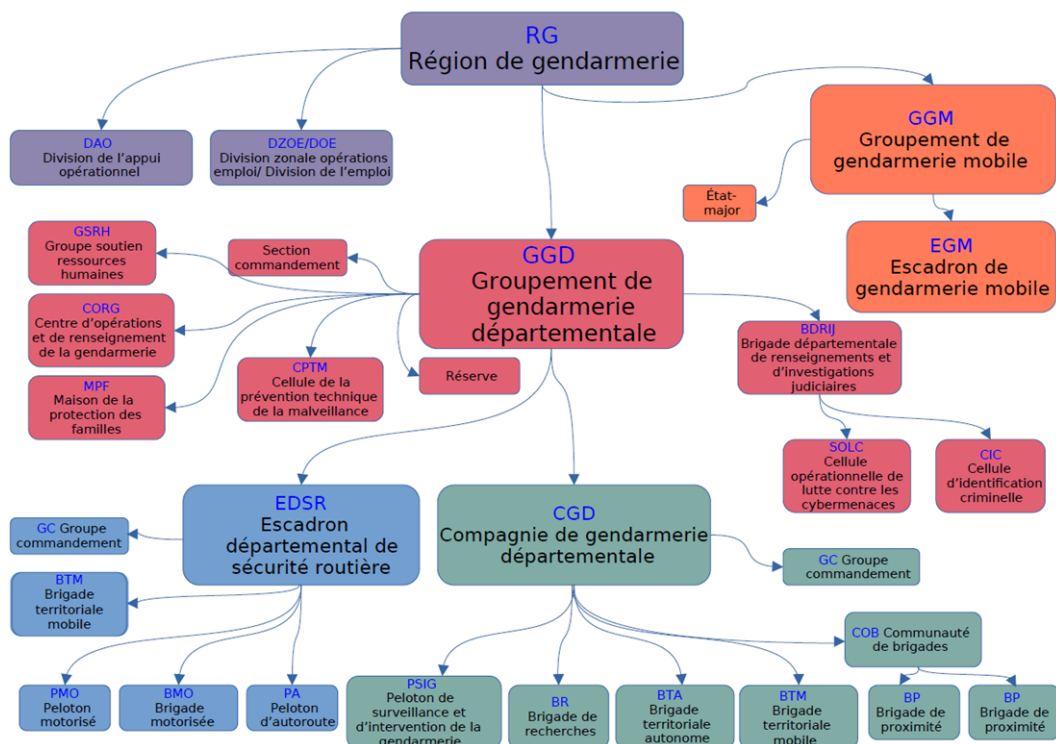 RG
Région de gendarmerie
DAO
Division de l’appui
opérationnel
DZOE/DOE
Division zonale opérations
emploi/ Division de l’emploi
GGM
Groupement de
gendarmerie mobile
État-
major
EGM
Escadron de
gendarmerie mobile
GSRH
Groupe soutien
ressources
humaines
Section
commandement
GGD
Groupement de
gendarmerie
départementale
CORG
Centre d’opérations
et de renseignement
de la gendarmerie
MPF
Maison de la
protection des
familles
CPTM
Cellule de la
prévention technique
de la malveillance
Réserve
BDRIJ
Brigade départementale
de renseignements et
d’investigations
judiciaires
SOLC
Cellule
opérationnelle de
lutte contre les
cybermenaces
CIC
Cellule
d’identification
criminelle
EDSR
Escadron
départemental de
sécurité routière
CGD
Compagnie de gendarmerie
départementale
GC Groupe
commandement
GC Groupe
commandement
BTM
Brigade
territoriale
mobile
COB Communauté
de brigades
PMO
Peloton
motorisé
BMO
Brigade
motorisée
PA
Peloton
d’autoroute
PSIG
Peloton de
surveillance et
d’intervention de la
gendarmerie
BR
Brigade de
recherches
BTA
Brigade
territoriale
autonome
BTM
Brigade
territoriale
mobile
BP
Brigade de
proximité
BP
Brigade de
proximité